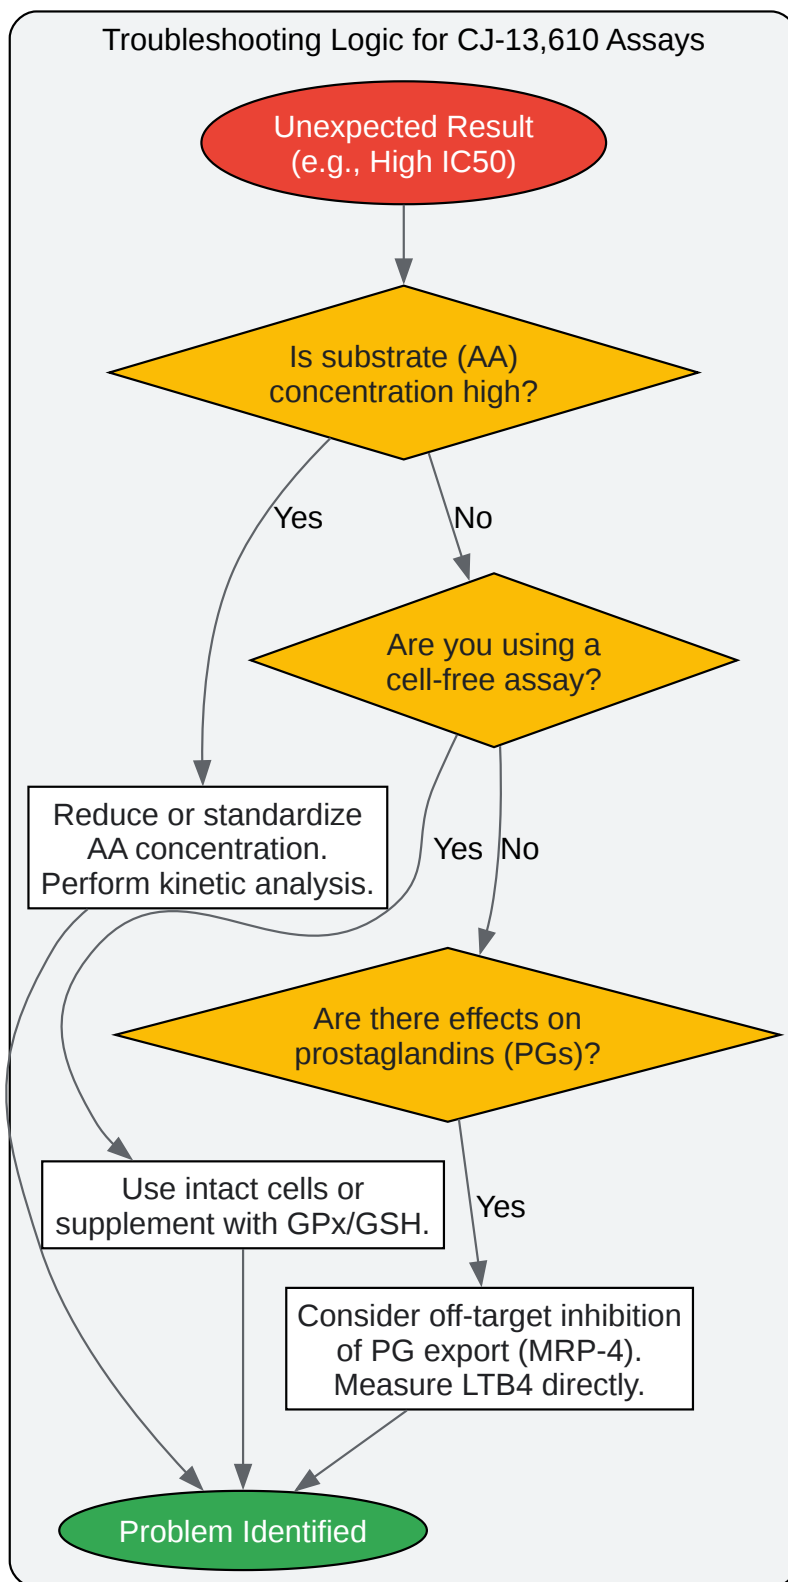 Troubleshooting Logic for CJ-13,610 Assays
Unexpected Result
(e.g., High IC50)
Is substrate (AA)
concentration high?
Yes
No
Are you using a
cell-free assay?
Reduce or standardize
AA concentration.
Perform kinetic analysis.
Yes
No
Are there effects on
prostaglandins (PGs)?
Use intact cells or
supplement with GPx/GSH.
Yes
Consider off-target inhibition
of PG export (MRP-4).
Measure LTB4 directly.
Problem Identified